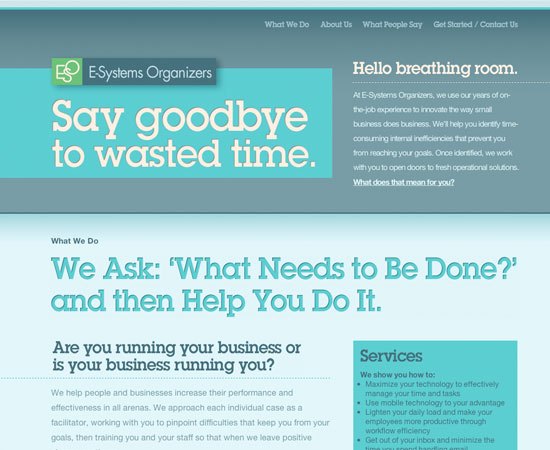 What We Do   About Us   What People Say   Get Started / Contact Us
ESO E-Systems Organizers
Say goodbye
to wasted time.
Hello breathing room.
At E-Systems Organizers, we use our years of on-
the-job experience to innovate the way small
business does business. We'll help you identify time-
consuming internal inefficiencies that prevent you
from reaching your goals. Once identified, we work
with you to open doors to fresh operational solutions.
What does that mean for you?
What We Do
We Ask: ‘What Needs to Be Done?’
and then Help You Do It.
Are you running your business or
is your business running you?
We help people and businesses increase their performance and
effectiveness in all arenas. We approach each individual case as a
facilitator, working with you to pinpoint difficulties that keep you from your
goals, then training you and your staff so that when we leave positive
Services
We show you how to:
• Maximize your technology to effectively
manage your time and tasks
• Use mobile technology to your advantage
• Lighten your daily load and make your
employees more productive through
workflow efficiency
• Get out of your inbox and minimize the
time you spend handling email